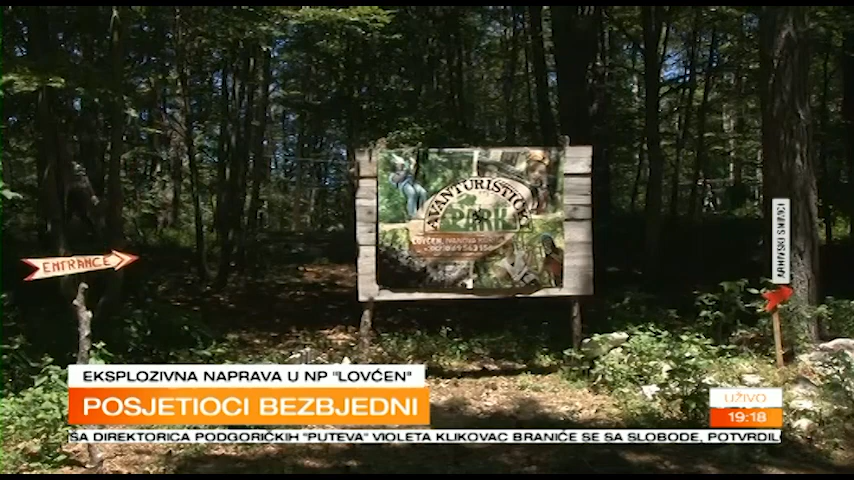 AVANTURISTIČKI
PARK
LOVĆEN, IVANOVA
ENTRANCE
EKSPLOZIVNA NAPRAVA U NP "LOVĆEN"
POSJETIOCI BEZBJEDNI
UŽIVO
19:18
SA DIREKTORICA PODGORIČKIH "PUTEVA" VIOLETA KLIKOVAC BRANIĆE SE SA SLOBODE, POTVRDIL